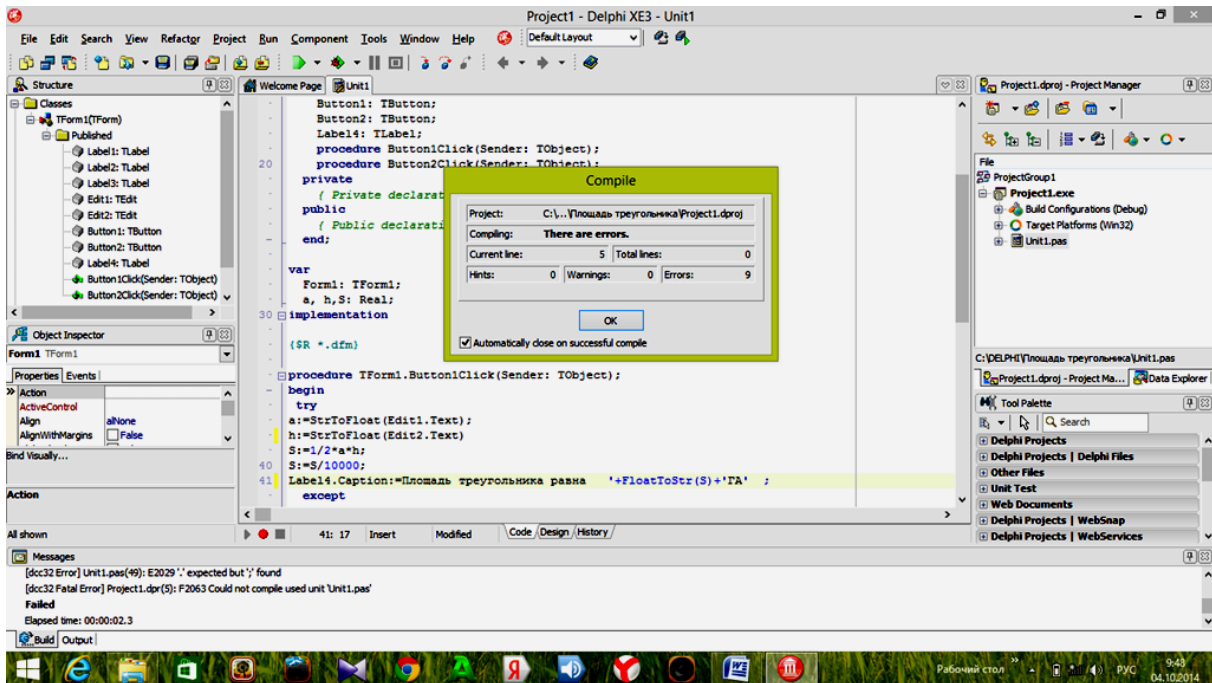 Project1 - Delphi XE3 - Unit1
File Edit Search View Refactor Project Run Component Tools Window Help Default Layout
Structure
Classes
TForm1(TForm)
Published
Label1: TLabel
Label2: TLabel
Label3: TLabel
Edit1: TEdit
Edit2: TEdit
Button1: TButton
Button2: TButton
Label4: TLabel
Button1Click(Sender: TObject)
Button2Click(Sender: TObject)
Object Inspector
Form1 TForm1
Properties Events
Action
ActiveControl
Align alNone
AlignWithMargins False
Bind Visually...
Action
All shown
Welcome Page Unit1
Button1: TButton;
Button2: TButton;
Label4: TLabel;
procedure Button1Click(Sender: TObject);
20 procedure Button2Click(Sender: TObject);
private
{ Private declarat
public
{ Public declarati
end;
var
Form1: TForm1;
a, h,S: Real;
30 implementation
{$R *.dfm}
procedure TForm1.Button1Click(Sender: TObject);
begin
try
a:=StrToFloat(Edit1.Text);
h:=StrToFloat(Edit2.Text)
S:=1/2*a*h;
40 S:=S/10000;
41 Label4.Caption:=Площадь треугольника равна '+FloatToStr(S)+'ГА' ;
except
41: 17 Insert Modified Code Design History
Compile
Project: C:\...\Площадь треугольника\Project1.dproj
Compiling: There are errors.
Current line: 5 Total lines: 0
Hints: 0 Warnings: 0 Errors: 9
OK
Automatically close on successful compile
Project1.dproj - Project Manager
File
ProjectGroup1
Project1.exe
Build Configurations (Debug)
Target Platforms (Win32)
Unit1.pas
C:\DELPHI\Площадь треугольника\Unit1.pas
Project1.dproj - Project Ma... Data Explorer
Tool Palette
Search
Delphi Projects
Delphi Projects | Delphi Files
Other Files
Unit Test
Web Documents
Delphi Projects | WebSnap
Delphi Projects | WebServices
Messages
[dcc32 Error] Unit1.pas(49): E2029 '.' expected but ';' found
[dcc32 Fatal Error] Project1.dpr(5): F2063 Could not compile used unit 'Unit1.pas'
Failed
Elapsed time: 00:00:02.3
Build Output
Рабочий стол РУС 9:48
04.10.2014